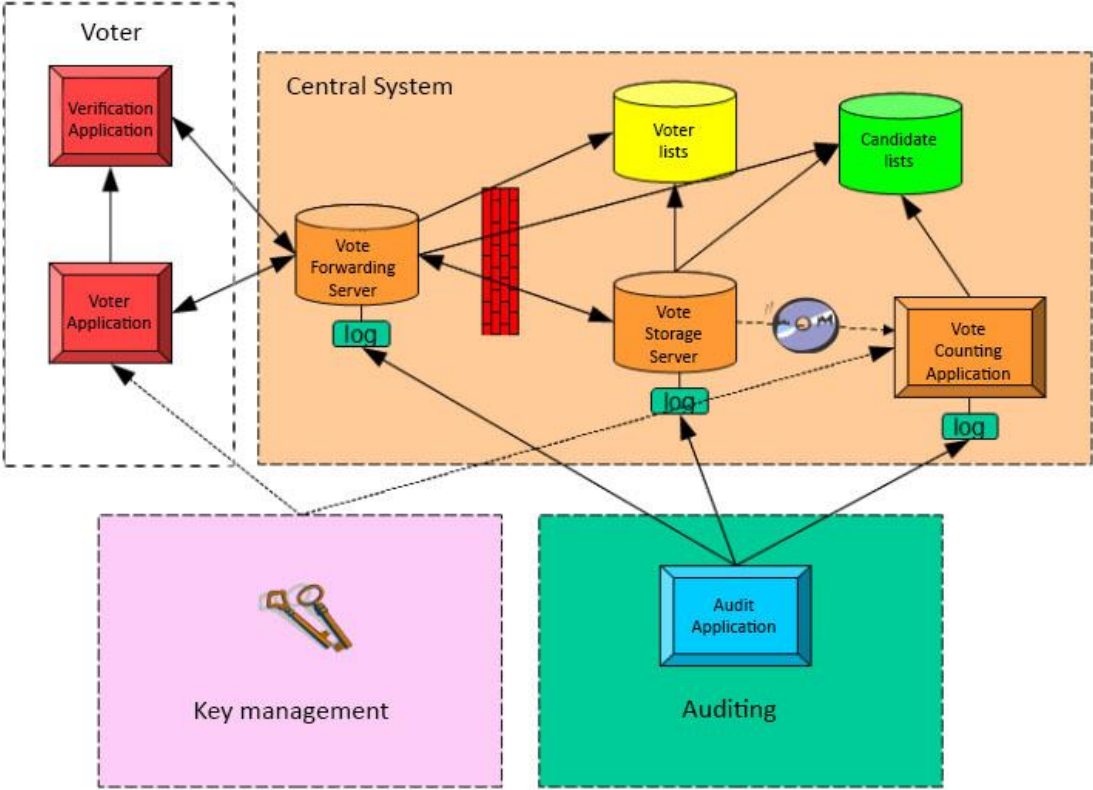 Voter
Verification
Application
Voter
Application
Central System
Voter
lists
Candidate
lists
Vote
Forwarding
Server
log
Vote
Storage
Server
log
Vote
Counting
Application
log
Key management
Audit
Application
Auditing